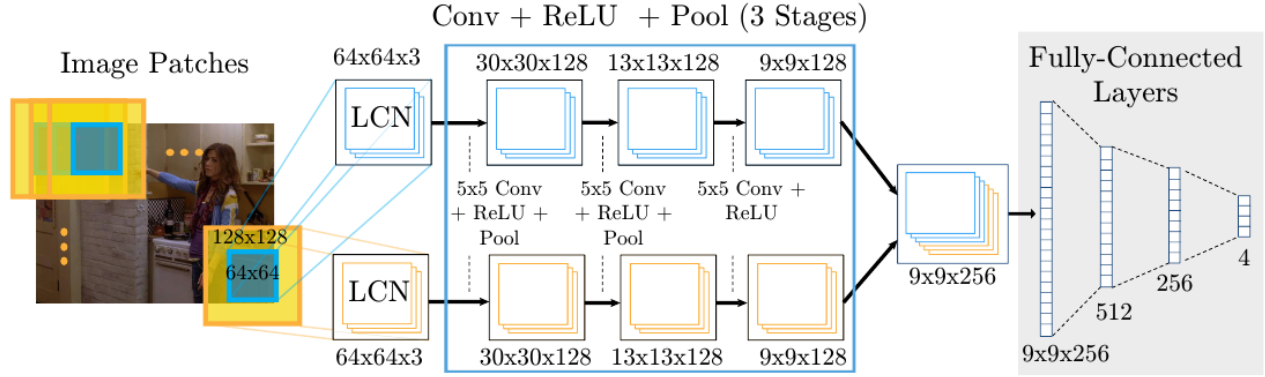 Conv + ReLU + Pool (3 Stages)
Image Patches
128x128
64x64
64x64x3
LCN
30x30x128
13x13x128
9x9x128
5x5 Conv
+ ReLU +
Pool
5x5 Conv
+ ReLU +
Pool
5x5 Conv +
ReLU
LCN
64x64x3
30x30x128
13x13x128
9x9x128
9x9x256
Fully-Connected
Layers
9x9x256
512
256
4